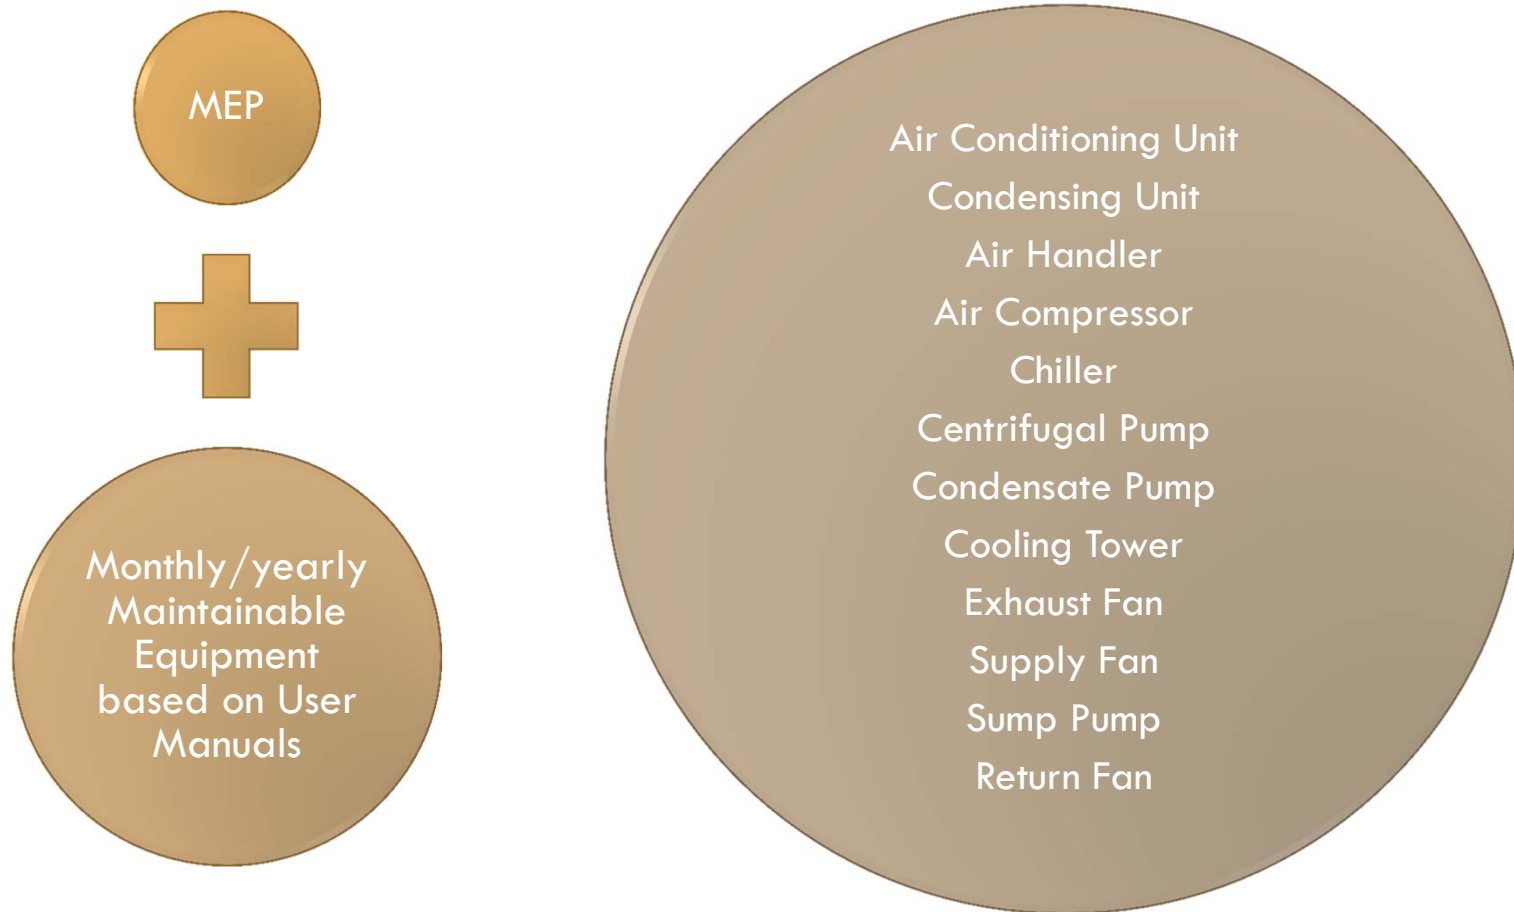 MEP
Monthly/yearly
Maintainable
Equipment
based on User
Manuals
Air Conditioning Unit
Condensing Unit
Air Handler
Air Compressor
Chiller
Centrifugal Pump
Condensate Pump
Cooling Tower
Exhaust Fan
Supply Fan
Sump Pump
Return Fan